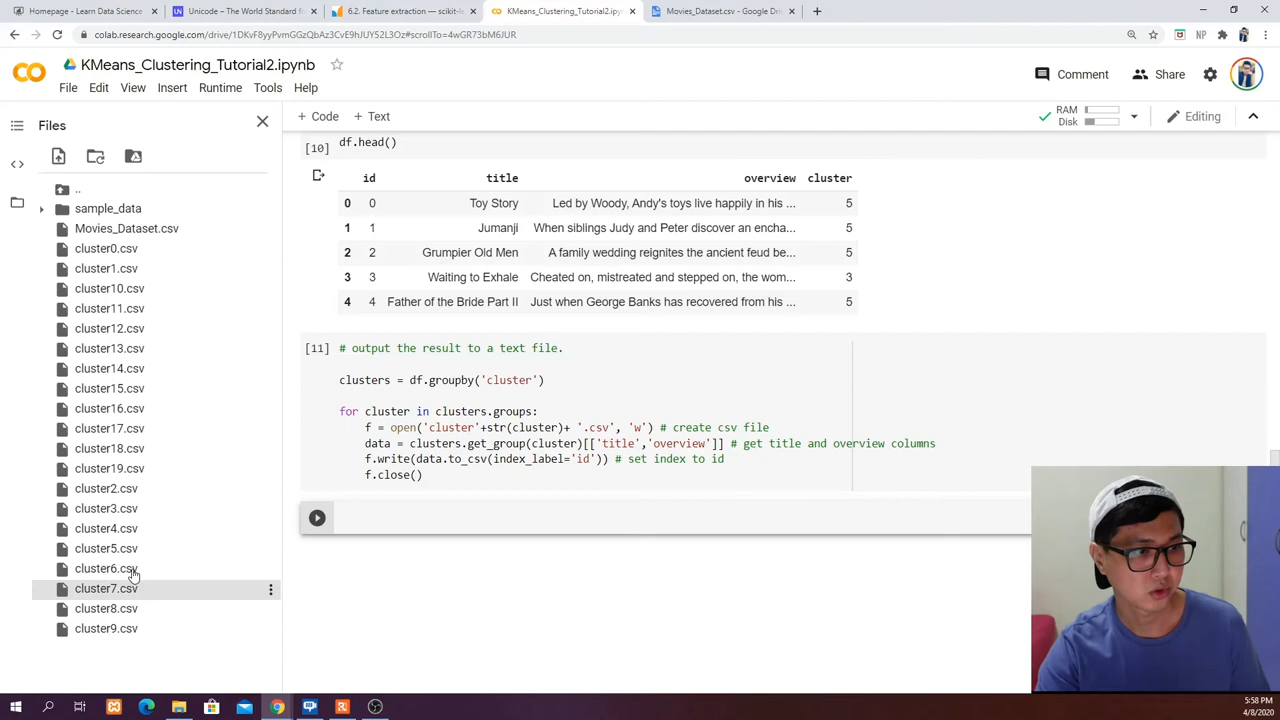 Homepage - Learn Data Science
Unicode – The World Standard fo
6.2. Feature extraction — scikit-le
KMeans_Clustering_Tutorial2.ipyn
Movies_Dataset.csv - Google Driv
colab.research.google.com/drive/1DKvF8yyPvmGGzQbAz3CvE9hJUY52L3Oz#scrollTo=4wGR73bM6JUR
KMeans_Clustering_Tutorial2.ipynb
Comment
Share
File Edit View Insert Runtime Tools Help
Files
+ Code + Text
RAM
Disk
Editing
..
sample_data
Movies_Dataset.csv
cluster0.csv
cluster1.csv
cluster10.csv
cluster11.csv
cluster12.csv
cluster13.csv
cluster14.csv
cluster15.csv
cluster16.csv
cluster17.csv
cluster18.csv
cluster19.csv
cluster2.csv
cluster3.csv
cluster4.csv
cluster5.csv
cluster6.csv
cluster7.csv
cluster8.csv
cluster9.csv
[10] df.head()
id title overview cluster
0 0 Toy Story Led by Woody, Andy's toys live happily in his ... 5
1 1 Jumanji When siblings Judy and Peter discover an encha... 5
2 2 Grumpier Old Men A family wedding reignites the ancient feud be... 5
3 3 Waiting to Exhale Cheated on, mistreated and stepped on, the wom... 3
4 4 Father of the Bride Part II Just when George Banks has recovered from his ... 5
[11] # output the result to a text file.
clusters = df.groupby('cluster')
for cluster in clusters.groups:
f = open('cluster'+str(cluster)+ '.csv', 'w') # create csv file
data = clusters.get_group(cluster)[['title','overview']] # get title and overview columns
f.write(data.to_csv(index_label='id')) # set index to id
f.close()
5:58 PM
4/8/2020